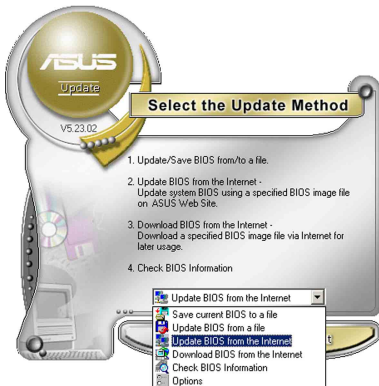 ASUS
Update
V5.23.02
Select the Update Method
1. Update/Save BIOS from/to a file.
2. Update BIOS from the Internet -
Update system BIOS using a specified BIOS image file
on ASUS Web Site.
3. Download BIOS from the Internet -
Download a specified BIOS image file via Internet for
later usage.
4. Check BIOS Information
Update BIOS from the Internet
Save current BIOS to a file
Update BIOS from a file
Update BIOS from the Internet
Download BIOS from the Internet
Check BIOS Information
Options